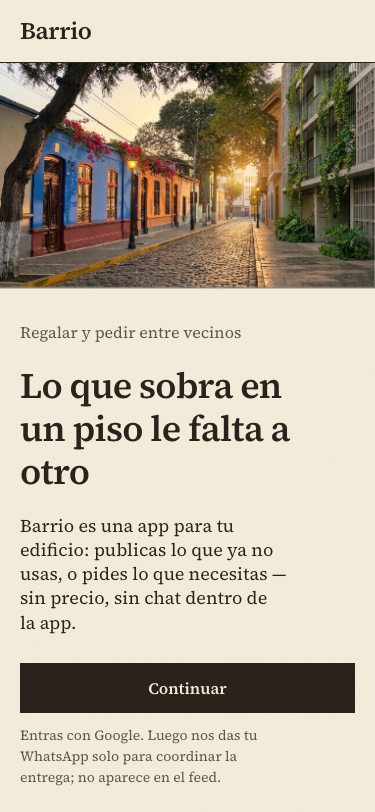 Barrio
Regalar y pedir entre vecinos
Lo que sobra en
un piso le falta a
otro
Barrio es una app para tu
edificio: publicas lo que ya no
usas, o pides lo que necesitas —
sin precio, sin chat dentro de
la app.
Continuar
Entras con Google. Luego nos das tu
WhatsApp solo para coordinar la
entrega; no aparece en el feed.